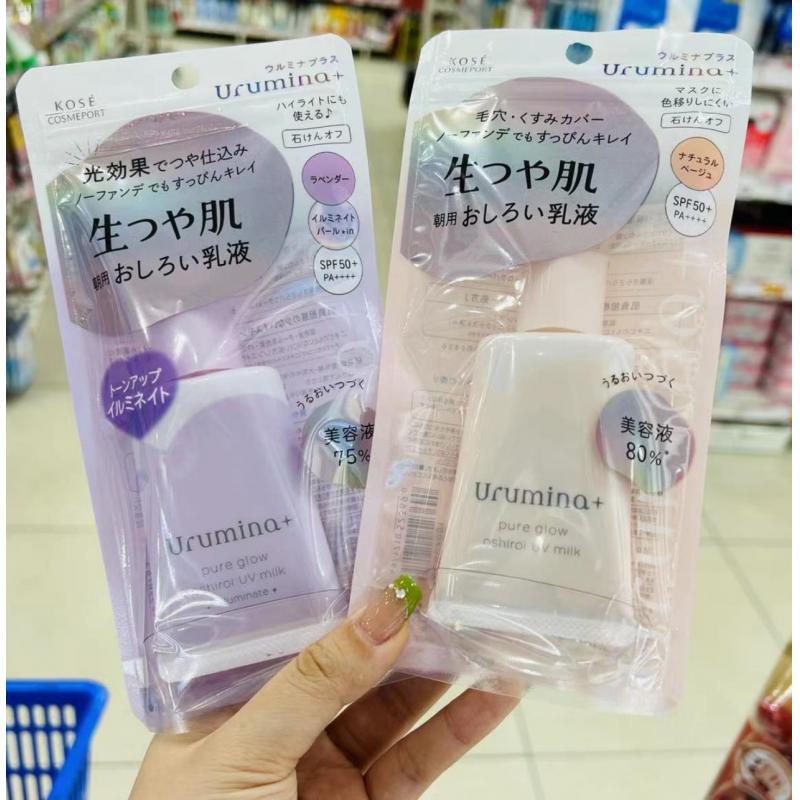 KOSÉ
COSMEPORT
ウルミナプラス
Urumina+
ハイライトにも
使える♪
石けんオフ
光効果でつや仕込み
ノーファンデでもすっぴんキレイ
生つや肌
朝用 おしろい乳液
ラベンダー
イルミネイト
パール*in
SPF50+
PA++++
トーンアップ
イルミネイト
うるおいつづく
美容液
75%
Urumina+
pure glow
oshiroi UV milk
illuminate +
KOSÉ
COSMEPORT
ウルミナプラス
Urumina+
マスクに
色移りしにくい
石けんオフ
毛穴・くすみカバー
ノーファンデでもすっぴんキレイ
生つや肌
朝用 おしろい乳液
ナチュラル
ベージュ
SPF50+
PA++++
うるおいつづく
美容液
80%*
Urumina+
pure glow
oshiroi UV milk